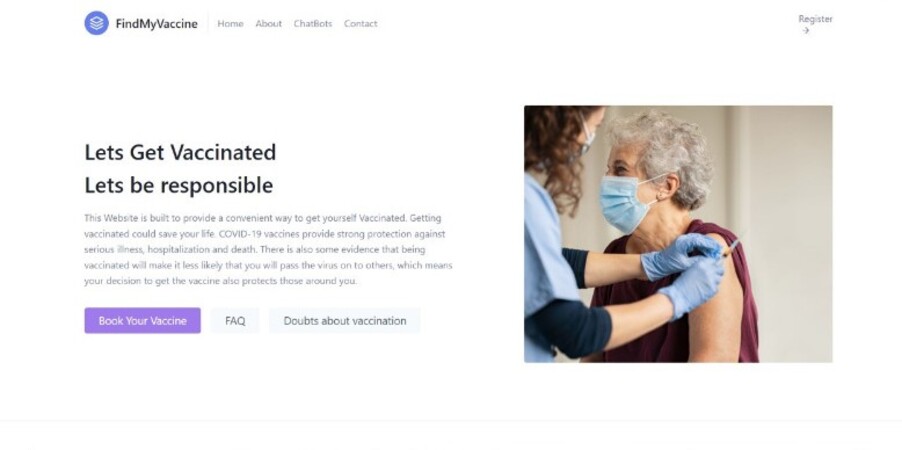 FindMyVaccine Home About ChatBots Contact Register →
Lets Get Vaccinated
Lets be responsible
This Website is built to provide a convenient way to get yourself Vaccinated. Getting
vaccinated could save your life. COVID-19 vaccines provide strong protection against
serious illness, hospitalization and death. There is also some evidence that being
vaccinated will make it less likely that you will pass the virus on to others, which means
your decision to get the vaccine also protects those around you.
Book Your Vaccine FAQ Doubts about vaccination